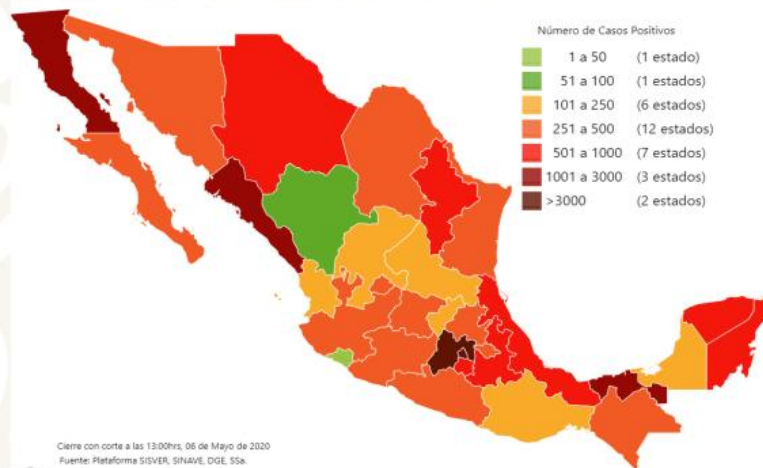 Número de Casos Positivos
1 a 50 (1 estado)
51 a 100 (1 estados)
101 a 250 (6 estados)
251 a 500 (12 estados)
501 a 1000 (7 estados)
1001 a 3000 (3 estados)
>3000 (2 estados)
Cierre con corte a las 13:00hrs, 06 de Mayo de 2020
Fuente: Plataforma SISVER, SINAVE, DGE, SSa.